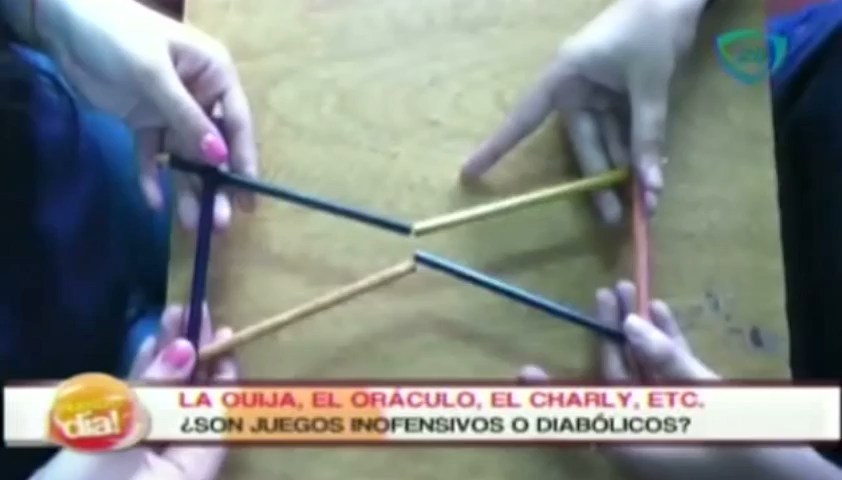 LA OUIJA, EL ORÁCULO, EL CHARLY, ETC.
¿SON JUEGOS INOFENSIVOS O DIABÓLICOS?
día!